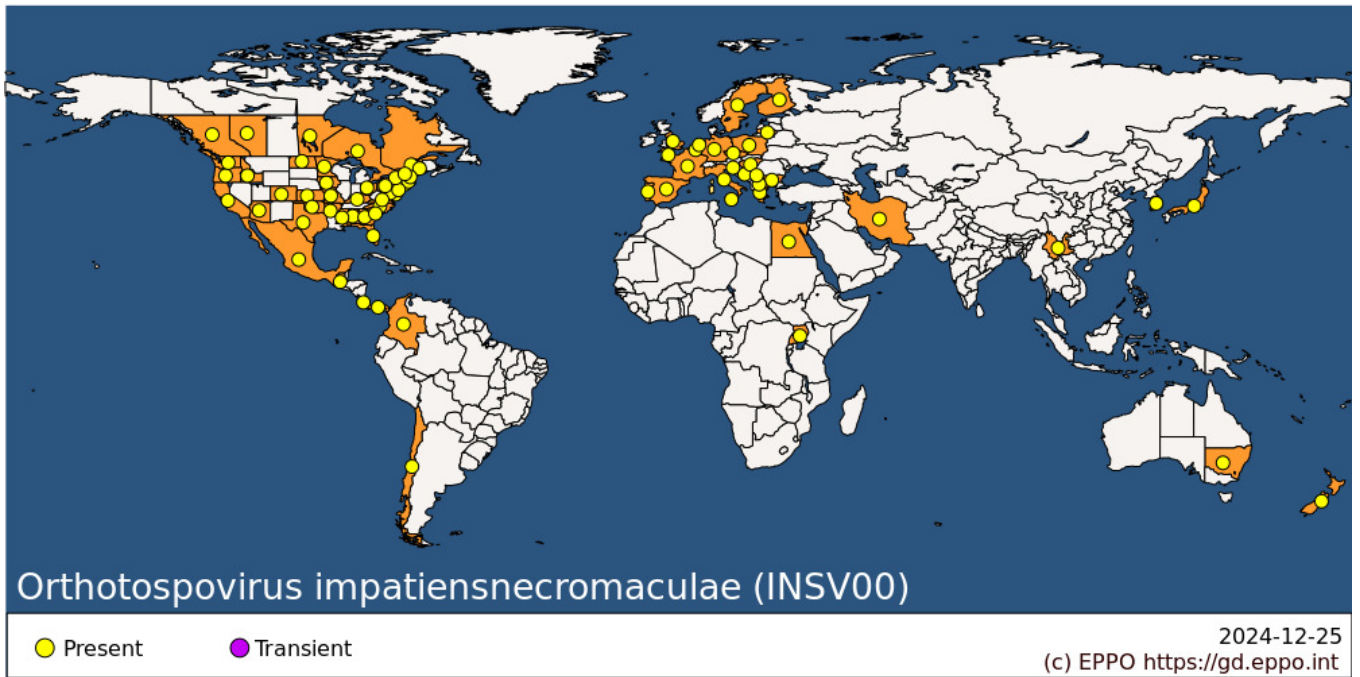 Orthotospovirus impatiensnecromaculae (INSV00)
Present
Transient
2024-12-25
(c) EPPO https://gd.eppo.int